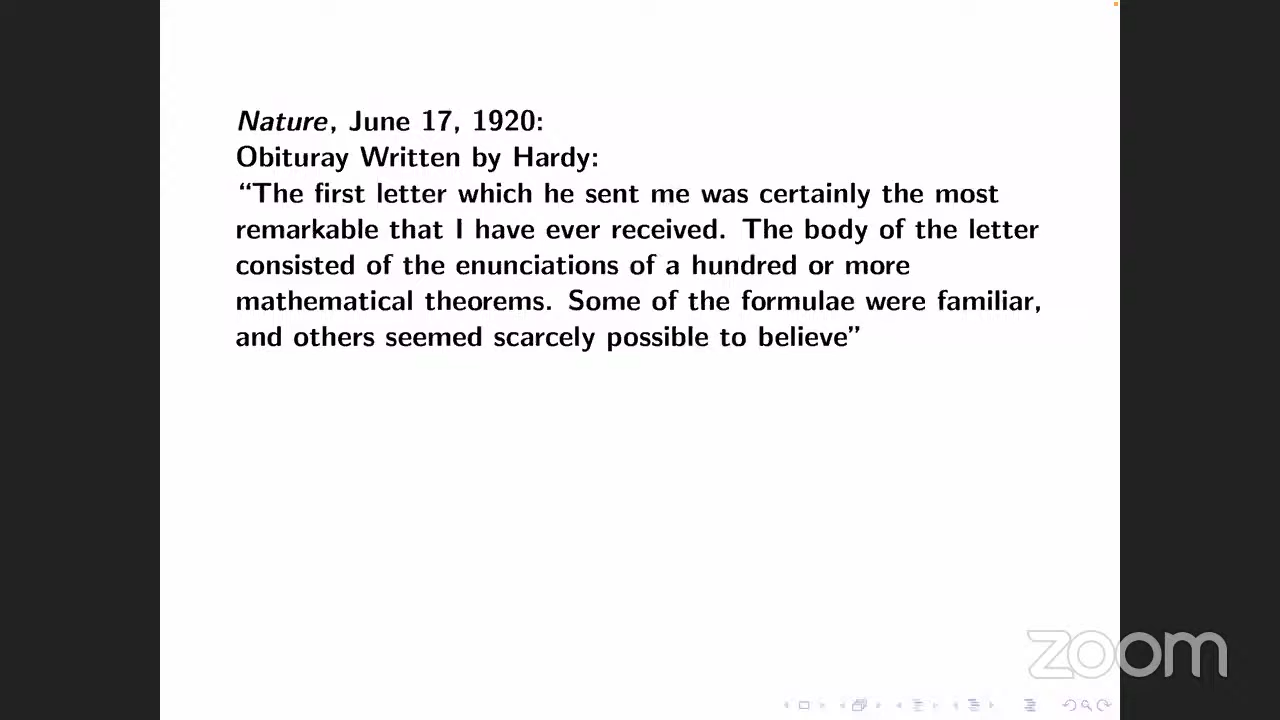 Nature, June 17, 1920:
Obituray Written by Hardy:
“The first letter which he sent me was certainly the most
remarkable that I have ever received. The body of the letter
consisted of the enunciations of a hundred or more
mathematical theorems. Some of the formulae were familiar,
and others seemed scarcely possible to believe”
zoom